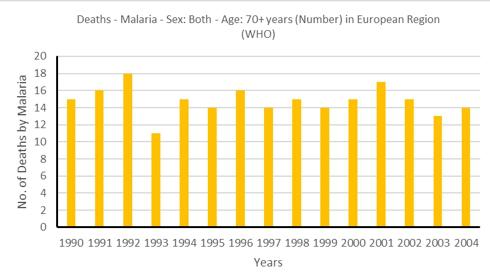 Deaths - Malaria - Sex: Both - Age: 70+ years (Number) in European Region
(WHO)
No. of Deaths by Malaria
20
18
16
14
12
10
8
6
4
2
0
1990 1991 1992 1993 1994 1995 1996 1997 1998 1999 2000 2001 2002 2003 2004
Years